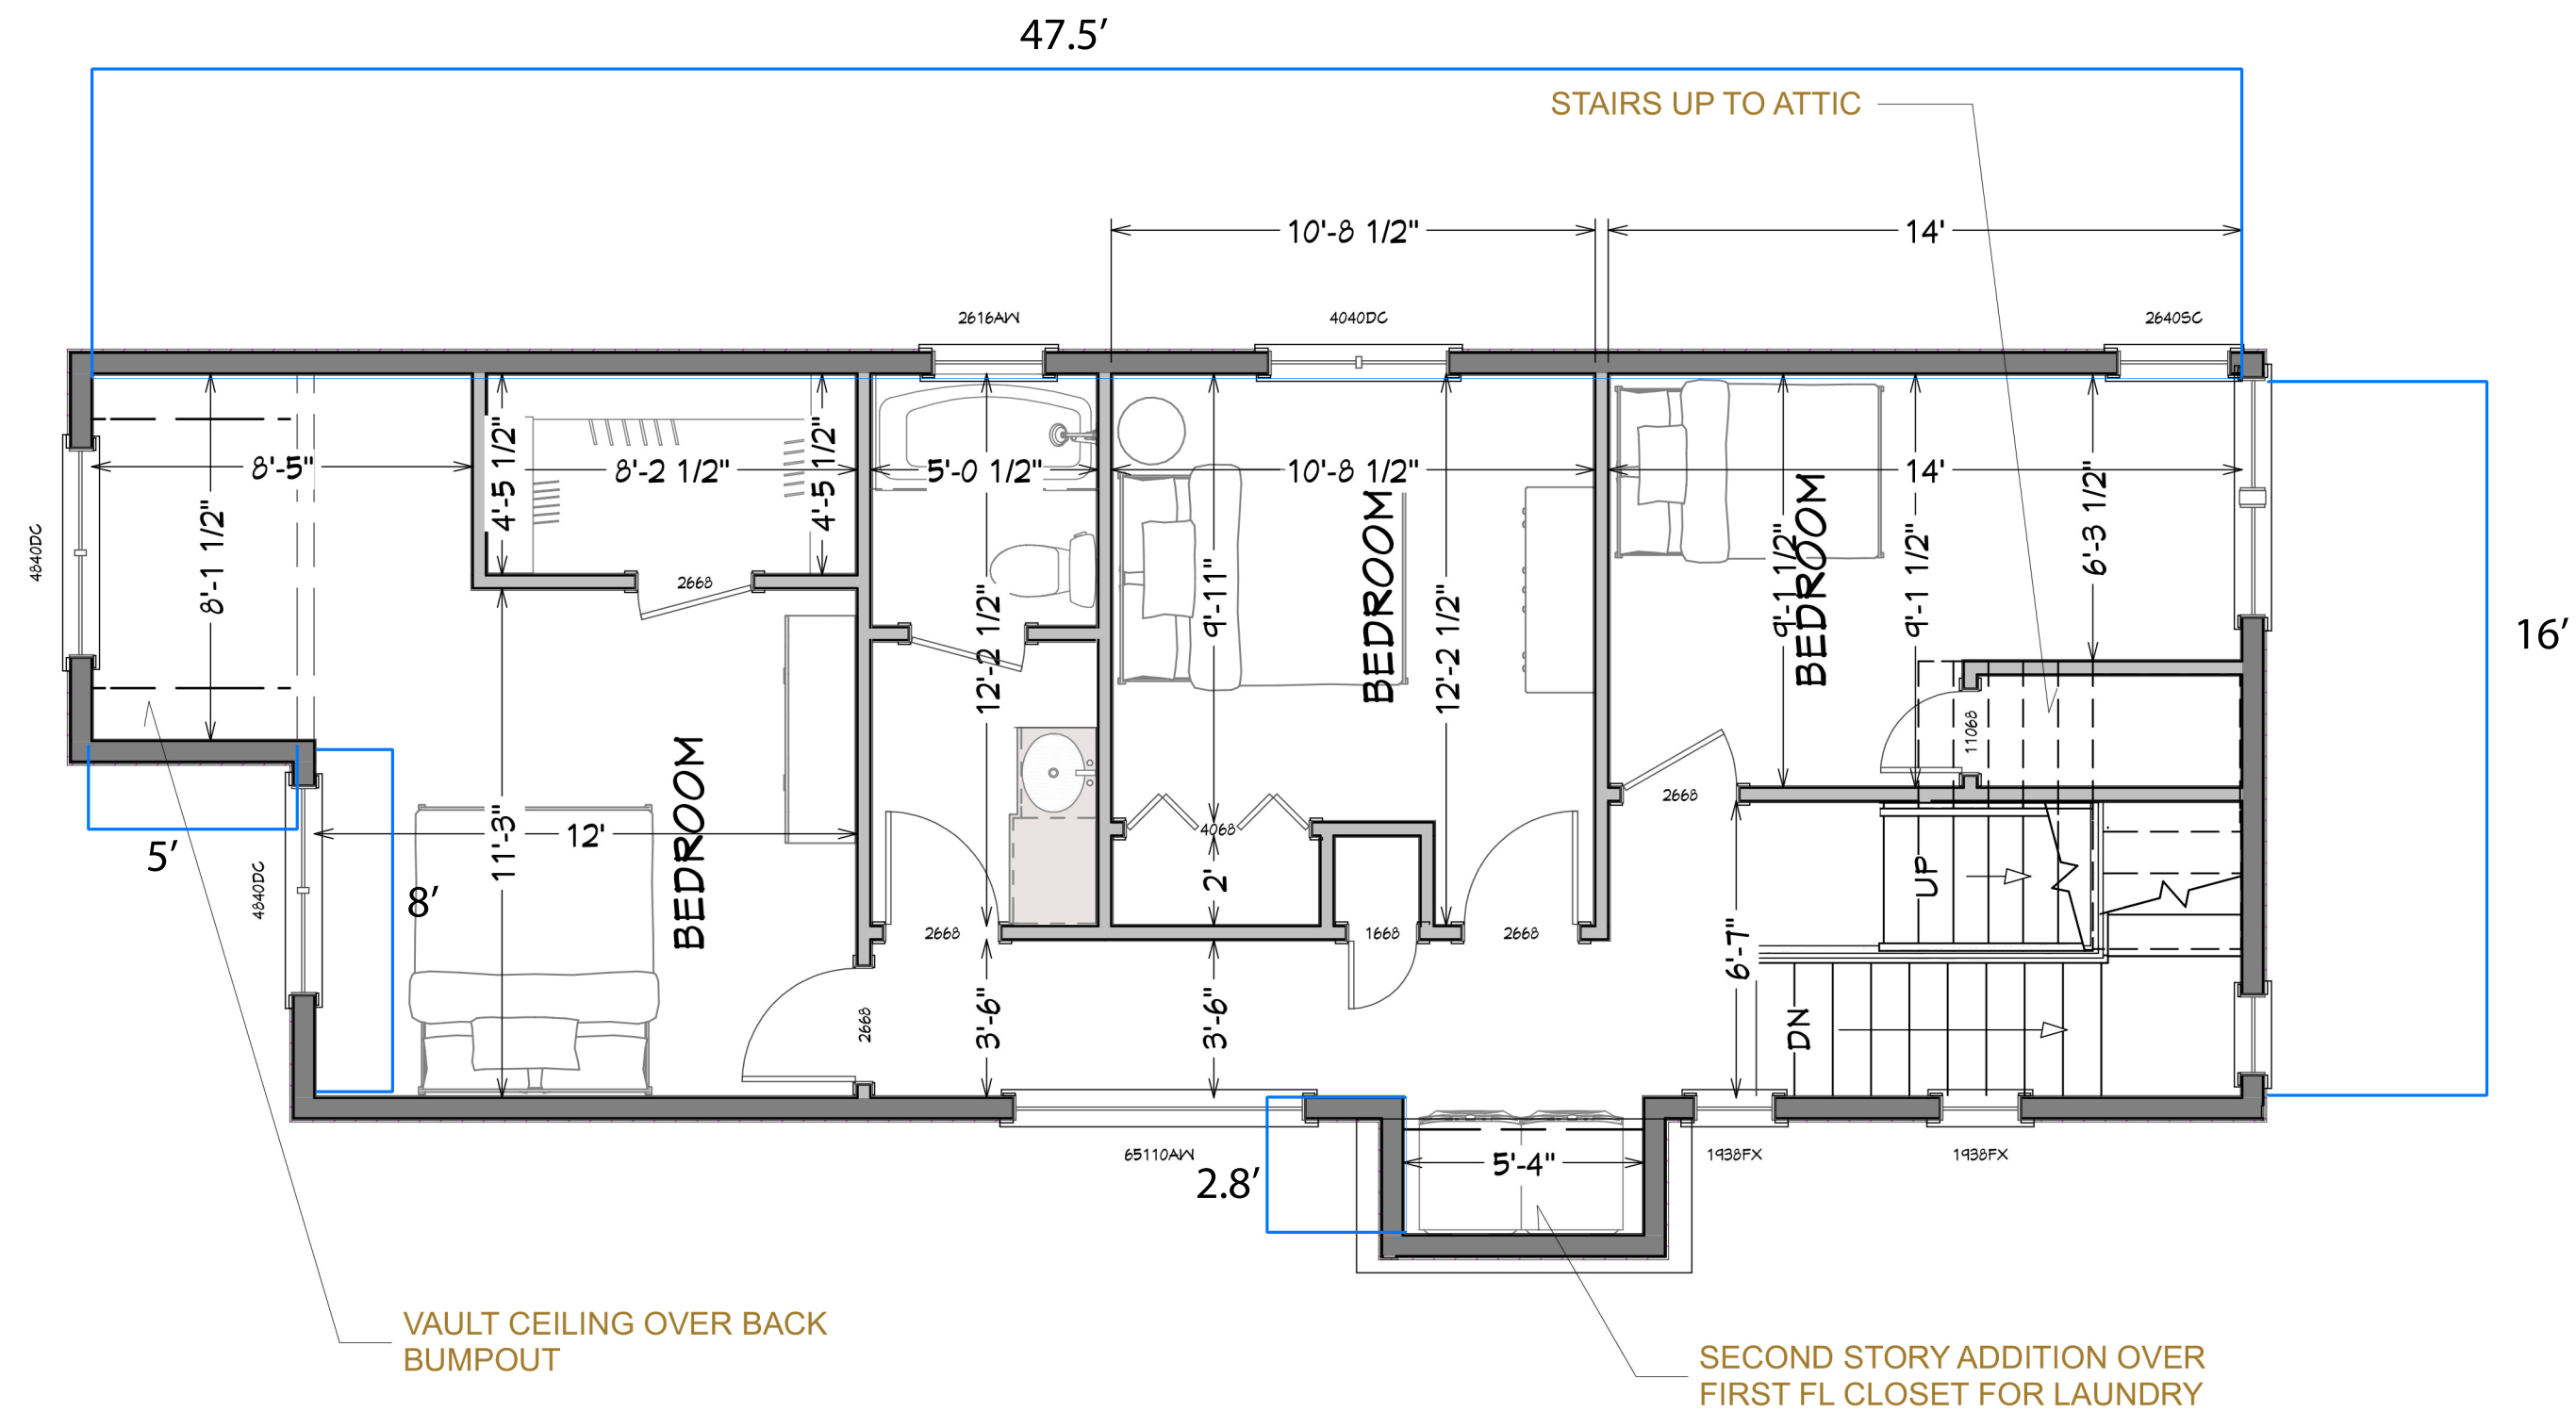 47.5’
STAIRS UP TO ATTIC
10'-8 1/2"
14'
2616AW
4040DC
2640SC
8'-5"
4'-5 1/2"
8'-2 1/2"
4'-5 1/2"
5'-0 1/2"
10'-8 1/2"
14'
4840DC
8'-1 1/2"
2668
12'-2 1/2"
9'-11"
BEDROOM
12'-2 1/2"
9'-1 1/2"
BEDROOM
9'-1 1/2"
6'-3 1/2"
16’
11068
2668
5’
4840DC
8’
11'-3"
12'
BEDROOM
4068
2'
UP
2668
1668
2668
2668
3'-6"
3'-6"
6'-7"
DN
65110AW
2.8’
5'-4"
1938FX
1938FX
VAULT CEILING OVER BACK
BUMPOUT
SECOND STORY ADDITION OVER
FIRST FL CLOSET FOR LAUNDRY